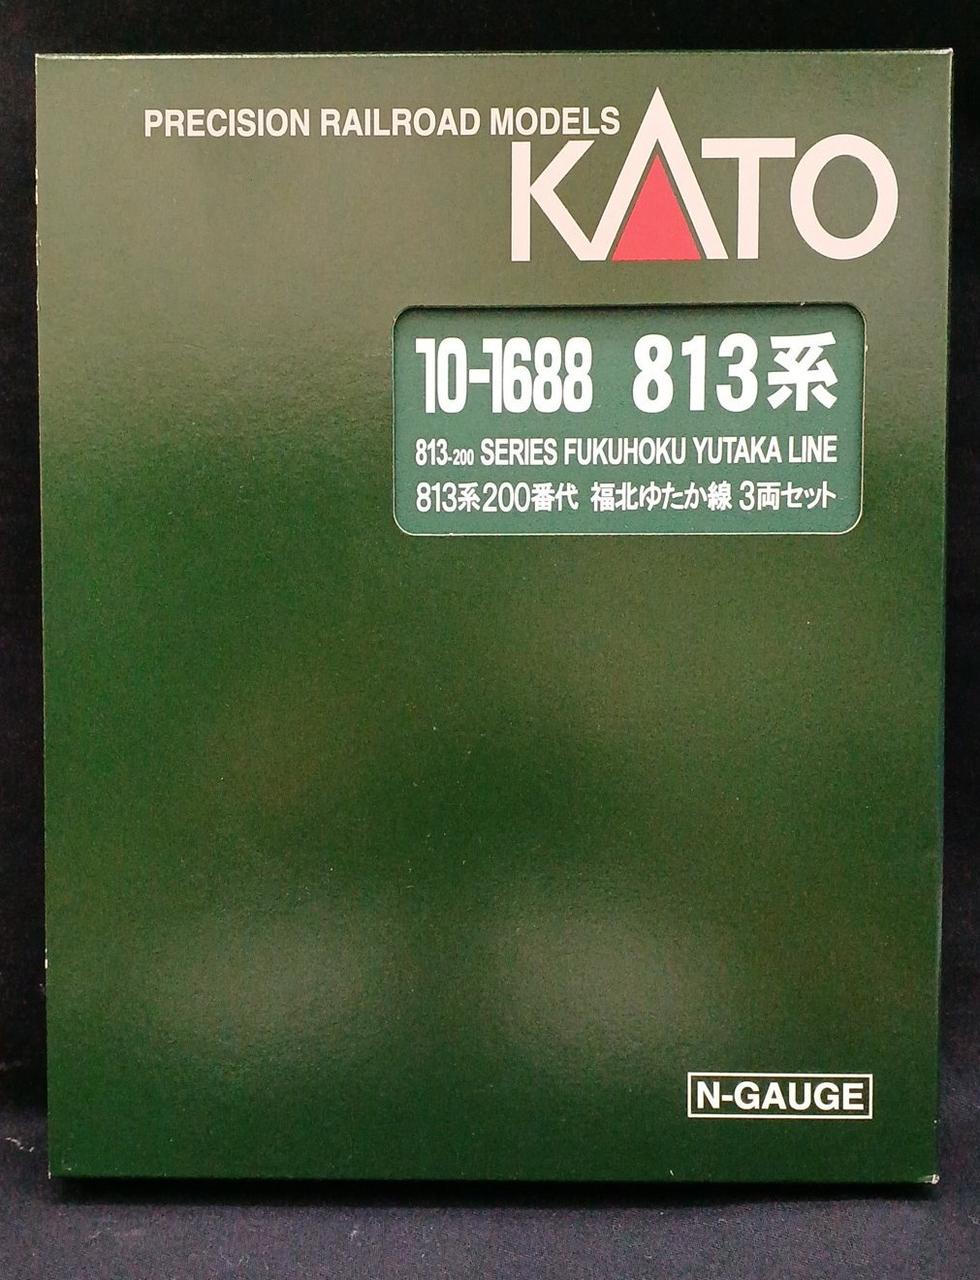 PRECISION RAILROAD MODELS
KATO
10-1688 813系
813-200 SERIES FUKUHOKU YUTAKA LINE
813系200番代 福北ゆたか線 3両セット
N-GAUGE